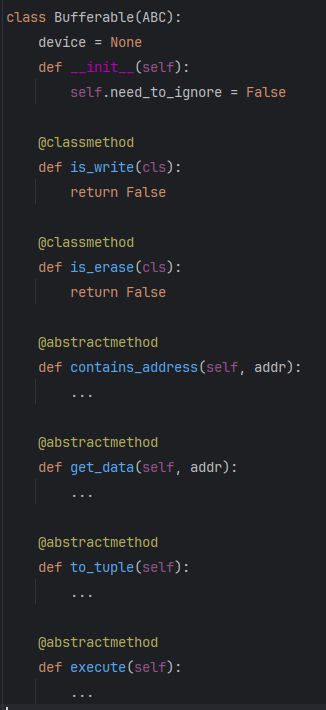 class Bufferable(ABC):
    device = None
    def __init__(self):
        self.need_to_ignore = False

    @classmethod
    def is_write(cls):
        return False

    @classmethod
    def is_erase(cls):
        return False

    @abstractmethod
    def contains_address(self, addr):
        ...

    @abstractmethod
    def get_data(self, addr):
        ...

    @abstractmethod
    def to_tuple(self):
        ...

    @abstractmethod
    def execute(self):
        ...